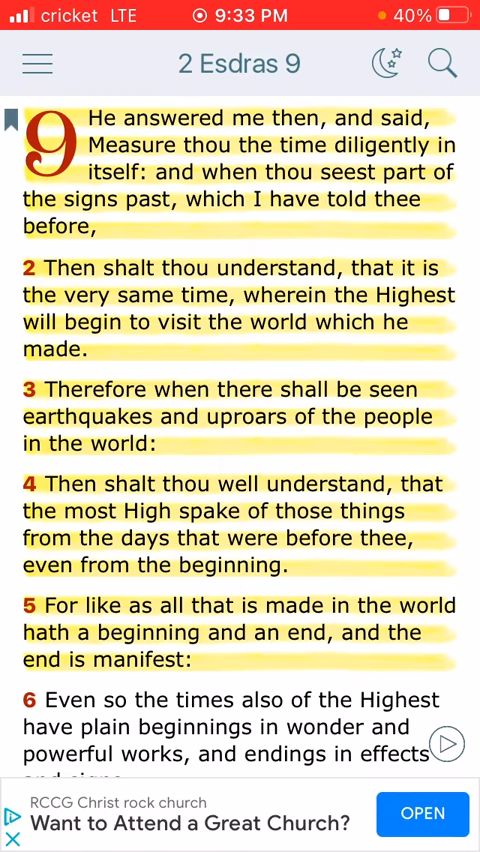 cricket LTE 9:33 PM 40%
2 Esdras 9
9 He answered me then, and said,
Measure thou the time diligently in
itself: and when thou seest part of
the signs past, which I have told thee
before,
2 Then shalt thou understand, that it is
the very same time, wherein the Highest
will begin to visit the world which he
made.
3 Therefore when there shall be seen
earthquakes and uproars of the people
in the world:
4 Then shalt thou well understand, that
the most High spake of those things
from the days that were before thee,
even from the beginning.
5 For like as all that is made in the world
hath a beginning and an end, and the
end is manifest:
6 Even so the times also of the Highest
have plain beginnings in wonder and
powerful works, and endings in effects
and signs
RCCG Christ rock church
Want to Attend a Great Church?
OPEN